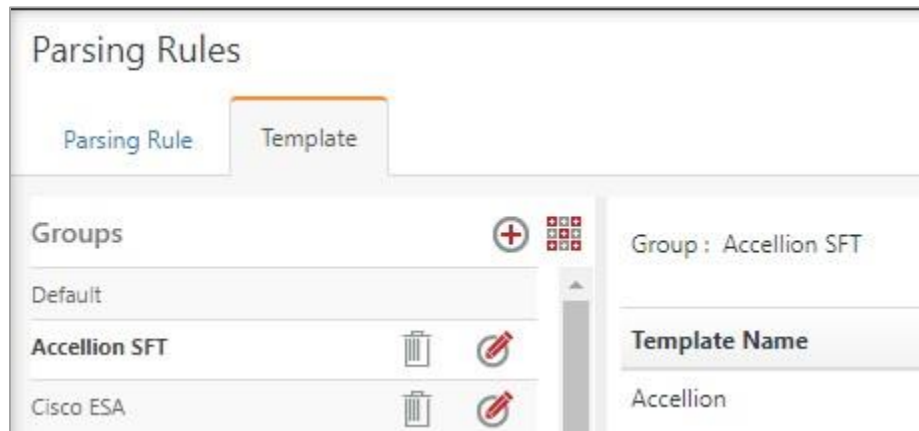 Parsing Rules
Parsing Rule
Template
Groups
Default
Accellion SFT
Cisco ESA
Group : Accellion SFT
Template Name
Accellion